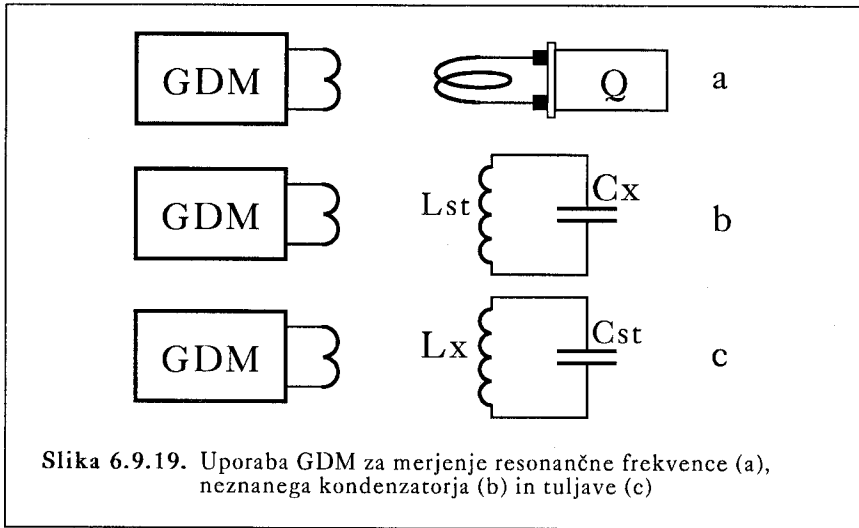 GDM Q a
GDM Lst Cx b
GDM Lx Cst c
Slika 6.9.19. Uporaba GDM za merjenje resonančne frekvence (a),
neznanega kondenzatorja (b) in tuljave (c)